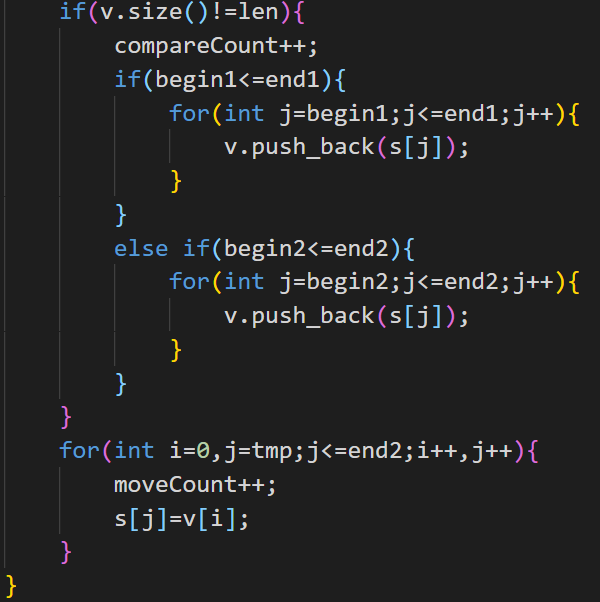 if(v.size()!=len){
compareCount++;
if(begin1<=end1){
for(int j=begin1;j<=end1;j++){
v.push_back(s[j]);
}
}
else if(begin2<=end2){
for(int j=begin2;j<=end2;j++){
v.push_back(s[j]);
}
}
}
for(int i=0,j=tmp;j<=end2;i++,j++){
moveCount++;
s[j]=v[i];
}
}